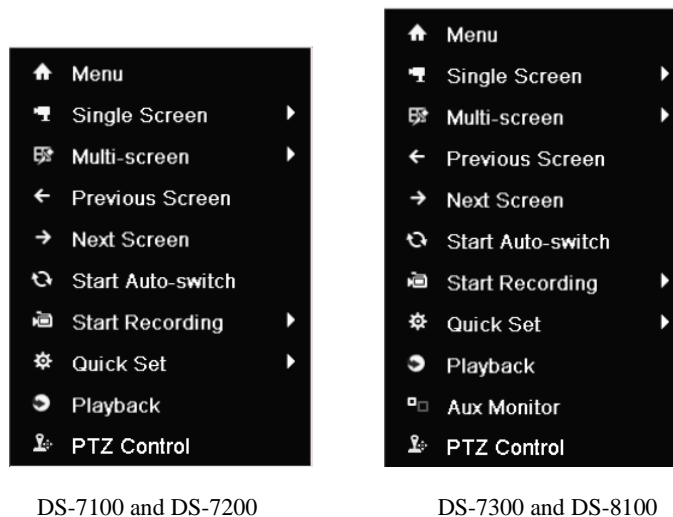 Menu
Single Screen
Multi-screen
Previous Screen
Next Screen
Start Auto-switch
Start Recording
Quick Set
Playback
PTZ Control
DS-7100 and DS-7200
Menu
Single Screen
Multi-screen
Previous Screen
Next Screen
Start Auto-switch
Start Recording
Quick Set
Playback
Aux Monitor
PTZ Control
DS-7300 and DS-8100